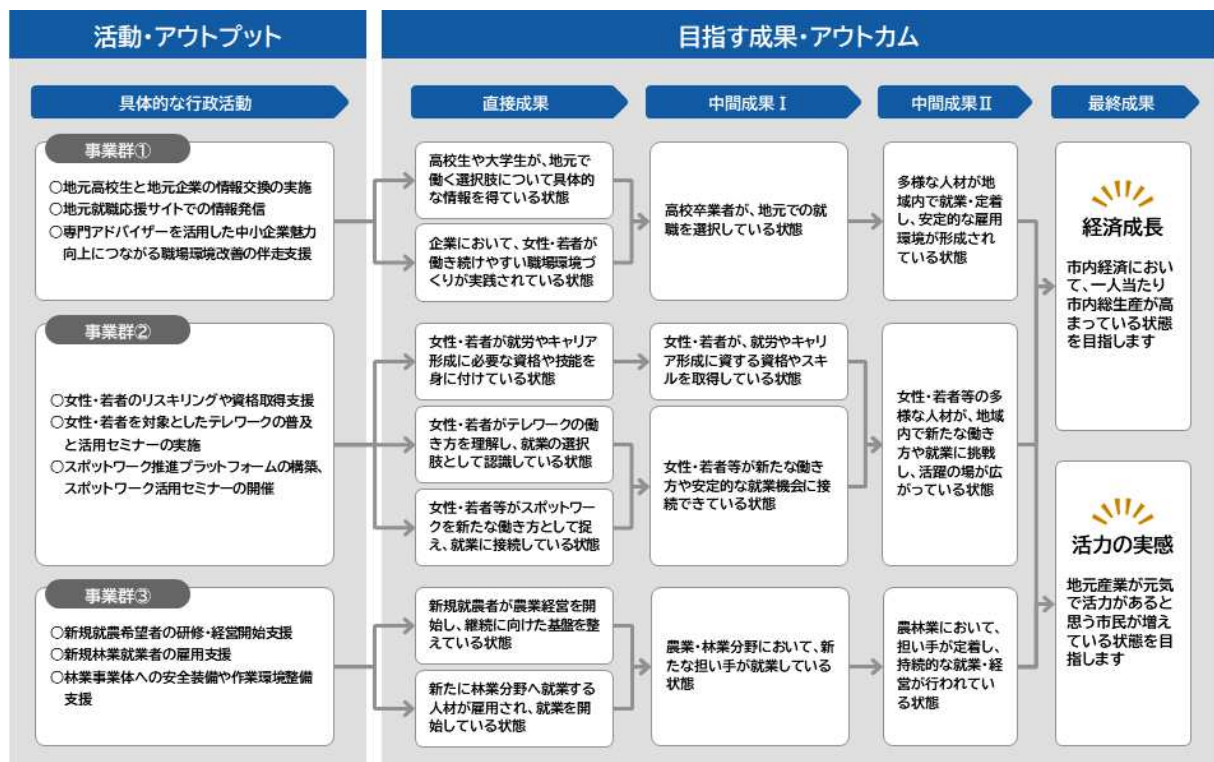 活動・アウトプット
目指す成果・アウトカム
具体的な行政活動
直接成果
中間成果Ⅰ
中間成果Ⅱ
最終成果
事業群①
○地元高校生と地元企業の情報交換の実施
○地元就職応援サイトでの情報発信
○専門アドバイザーを活用した中小企業魅力
向上につながる職場環境改善の伴走支援
高校生や大学生が、地元で
働く選択肢について具体的
な情報を得ている状態
企業において、女性・若者が
働き続けやすい職場環境づ
くりが実践されている状態
高校卒業者が、地元での就
職を選択している状態
多様な人材が地
域内で就業・定着
し、安定的な雇用
環境が形成され
ている状態
事業群②
○女性・若者のリスキリングや資格取得支援
○女性・若者を対象としたテレワークの普及
と活用セミナーの実施
○スポットワーク推進プラットフォームの構築、
スポットワーク活用セミナーの開催
女性・若者が就労やキャリア
形成に必要な資格や技能を
身に付けている状態
女性・若者がテレワークの働
き方を理解し、就業の選択
肢として認識している状態
女性・若者等がスポットワー
クを新たな働き方として捉
え、就業に接続している状態
女性・若者が、就労やキャリ
ア形成に資する資格やスキ
ルを取得している状態
女性・若者等が新たな働き
方や安定的な就業機会に接
続できている状態
女性・若者等の多
様な人材が、地域
内で新たな働き
方や就業に挑戦
し、活躍の場が広
がっている状態
事業群③
○新規就農希望者の研修・経営開始支援
○新規林業就業者の雇用支援
○林業事業体への安全装備や作業環境整備
支援
新規就農者が農業経営を開
始し、継続に向けた基盤を整
えている状態
新たに林業分野へ就業する
人材が雇用され、就業を開
始している状態
農業・林業分野において、新
たな担い手が就業している
状態
農林業において、
担い手が定着し、
持続的な就業・経
営が行われてい
る状態
経済成長
市内経済におい
て、一人当たり
市内総生産が高
まっている状態
を目指します
活力の実感
地元産業が元気
で活力があると
思う市民が増え
ている状態を目
指します